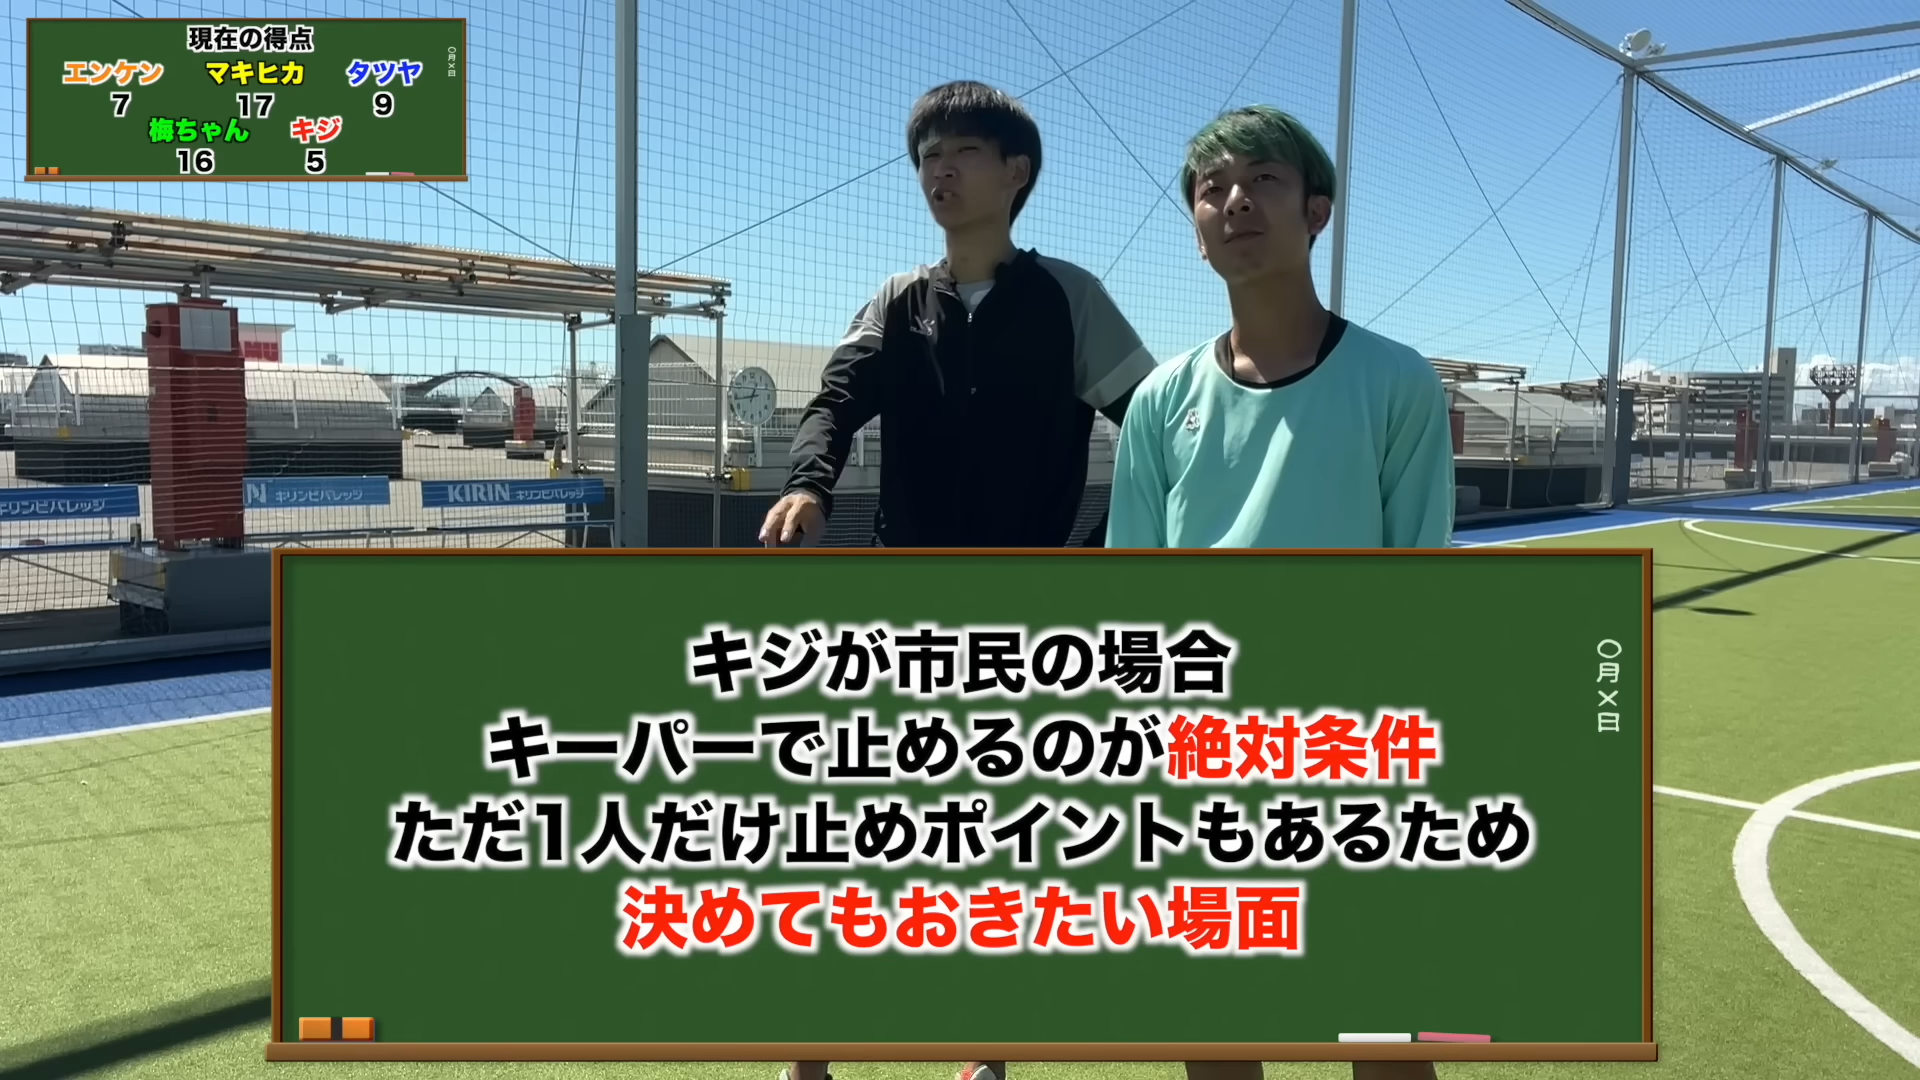 現在の得点
エンケン マキヒカ タツヤ
7 17 9
梅ちゃん キジ
16 5
〇月×日
キリンビバレッジ
N キリンビバレッジ
KIRIN キリンビバレッジ
キジが市民の場合
キーパーで止めるのが絶対条件
ただ1人だけ止めポイントもあるため
決めてもおきたい場面
〇月×日